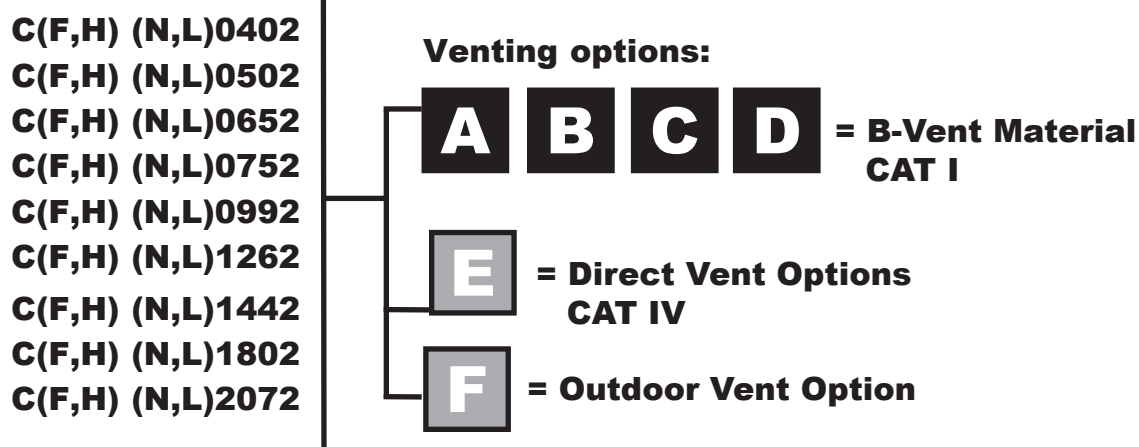 C(F,H) (N,L)0402
C(F,H) (N,L)0502
C(F,H) (N,L)0652
C(F,H) (N,L)0752
C(F,H) (N,L)0992
C(F,H) (N,L)1262
C(F,H) (N,L)1442
C(F,H) (N,L)1802
C(F,H) (N,L)2072
Venting options:
A B C D = B-Vent Material
CAT I
E = Direct Vent Options
CAT IV
F = Outdoor Vent Option